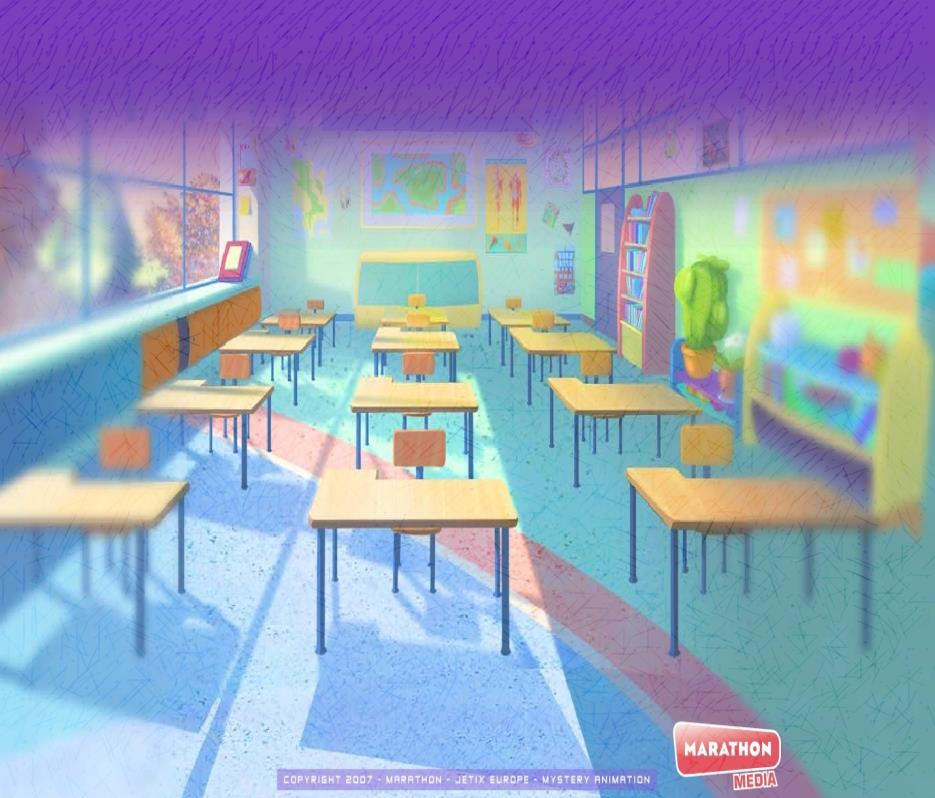 MARATHON
MEDIA
COPYRIGHT 2007 - MARATHON - JETIX EUROPE - MYSTERY ANIMATION